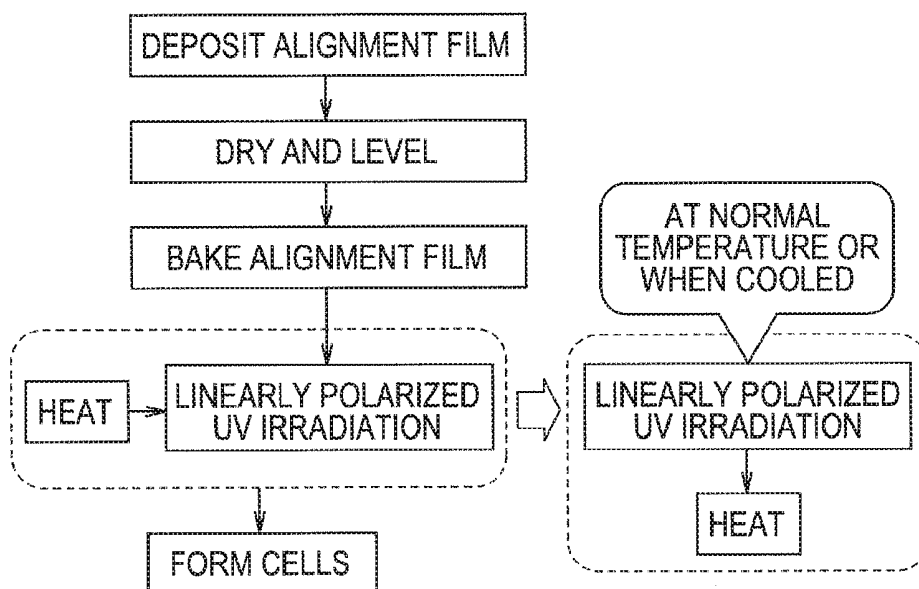 DEPOSIT ALIGNMENT FILM
DRY AND LEVEL
BAKE ALIGNMENT FILM
AT NORMAL
TEMPERATURE OR
WHEN COOLED
HEAT
LINEARLY POLARIZED
UV IRRADIATION
LINEARLY POLARIZED
UV IRRADIATION
HEAT
FORM CELLS